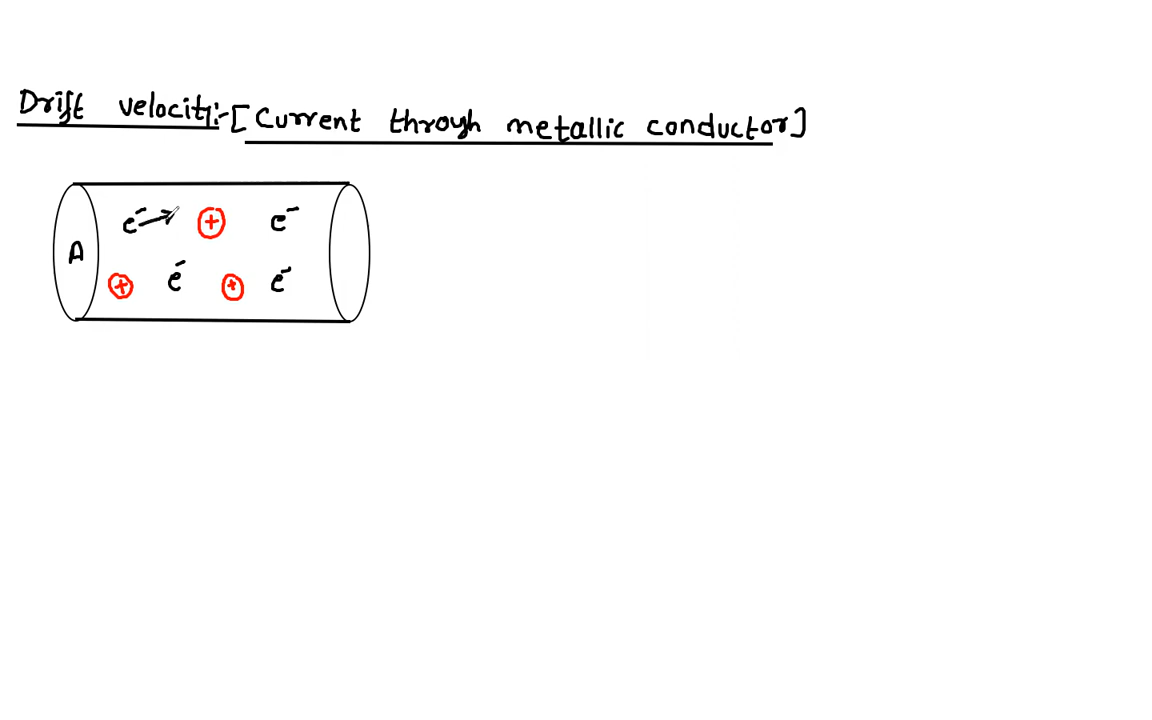 Drift velocity:-[Current through metallic conductor]
e⁻ → ⊕ e⁻
A
⊕ e⁻ ⊕ e⁻